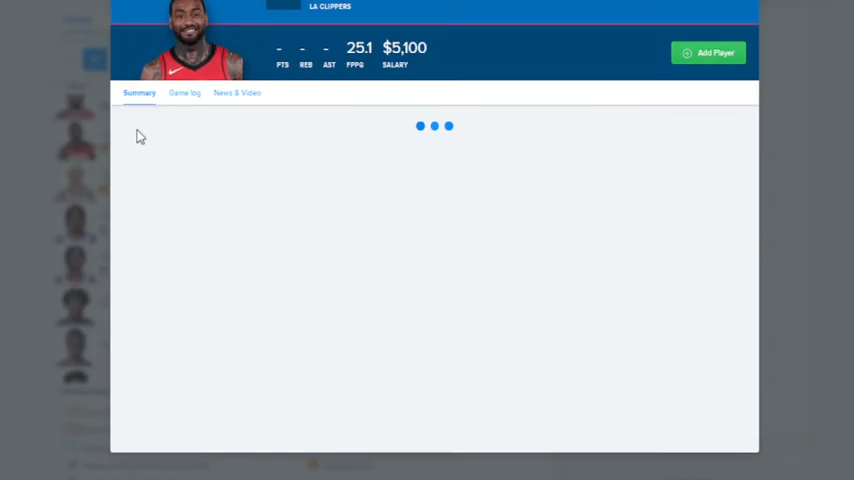 LA CLIPPERS
- - - 25.1 $5,100
PTS REB AST FPPG SALARY
Add Player
Summary Game log News & Video